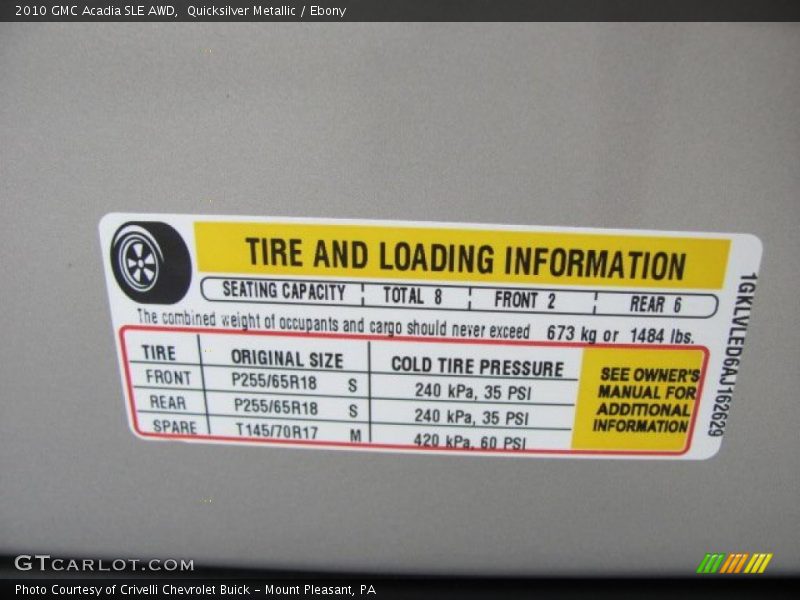 2010 GMC Acadia SLE AWD,  Quicksilver Metallic / Ebony
TIRE AND LOADING INFORMATION
SEATING CAPACITY TOTAL 8 FRONT 2 REAR 6
The combined weight of occupants and cargo should never exceed 673 kg or 1484 lbs.
TIRE ORIGINAL SIZE COLD TIRE PRESSURE
FRONT P255/65R18 S 240 kPa, 35 PSI
REAR P255/65R18 S 240 kPa, 35 PSI
SPARE T145/70R17 M 420 kPa, 60 PSI
SEE OWNER'S
MANUAL FOR
ADDITIONAL
INFORMATION
1GKLVLED6AJ162629
GTCARLOT.COM
Photo Courtesy of Crivelli Chevrolet Buick - Mount Pleasant, PA